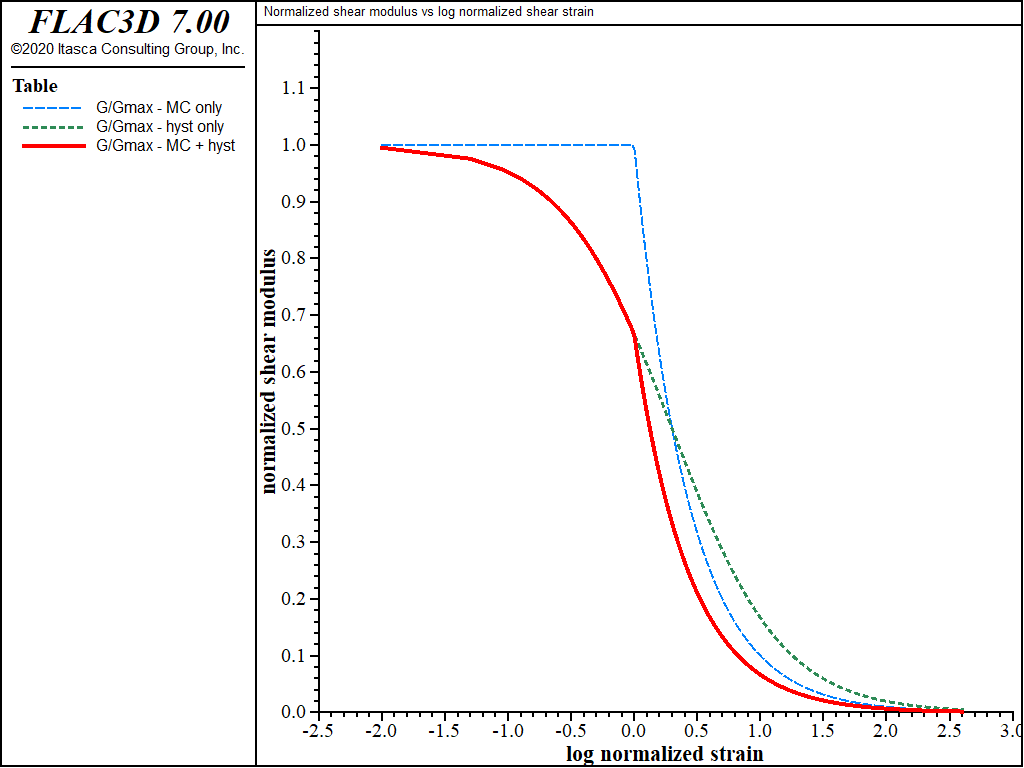 FLAC3D 7.00
©2020 Itasca Consulting Group, Inc.
Table
G/Gmax - MC only
G/Gmax - hyst only
G/Gmax - MC + hyst
Normalized shear modulus vs log normalized shear strain
1.1
1.0
0.9
0.8
0.7
0.6
0.5
0.4
0.3
0.2
0.1
0.0
normalized shear modulus
-2.5 -2.0 -1.5 -1.0 -0.5 0.0 0.5 1.0 1.5 2.0 2.5 3.0
log normalized strain